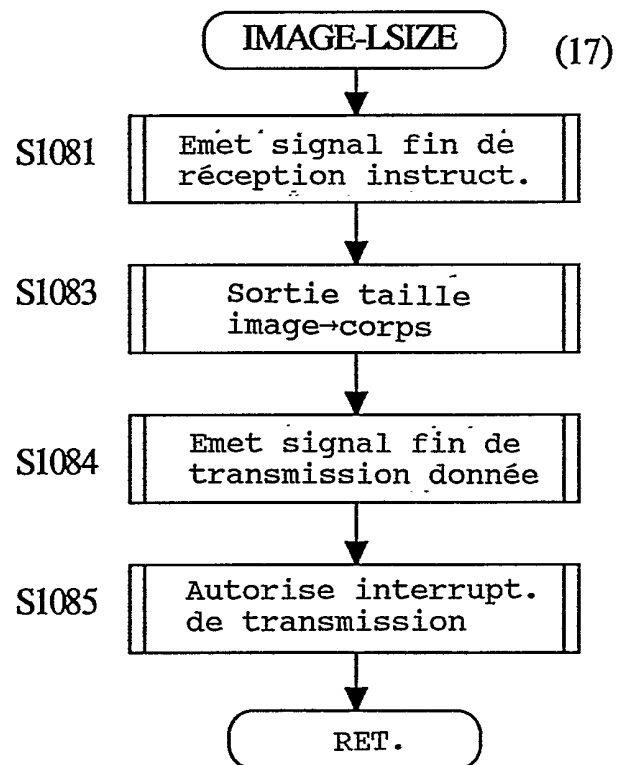 IMAGE-LSIZE
(17)
S1081
Emet signal fin de
réception instruct.
S1083
Sortie taille
image→corps
S1084
Emet signal fin de
transmission donnée
S1085
Autorise interrupt.
de transmission
RET.